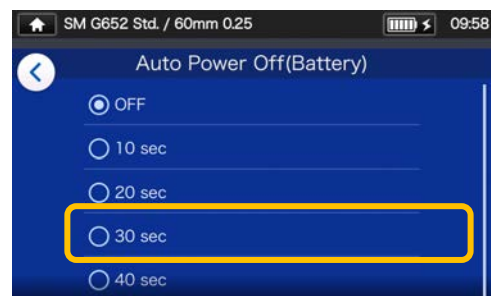 SM G652 Std. / 60mm 0.25 09:58
Auto Power Off(Battery)
OFF
10 sec
20 sec
30 sec
40 sec